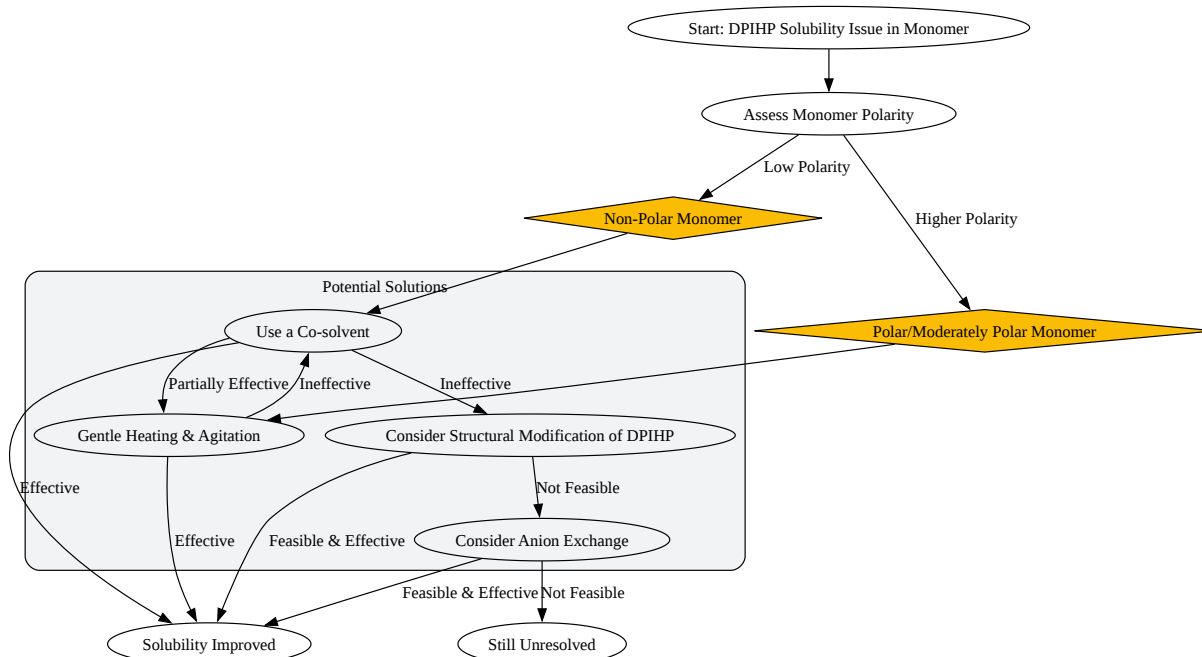 Start: DPIHP Solubility Issue in Monomer
Assess Monomer Polarity
Low Polarity
Non-Polar Monomer
Higher Polarity
Potential Solutions
Use a Co-solvent
Polar/Moderately Polar Monomer
Partially Effective
Ineffective
Ineffective
Gentle Heating & Agitation
Consider Structural Modification of DPIHP
Effective
Not Feasible
Effective
Feasible & Effective
Consider Anion Exchange
Feasible & Effective
Not Feasible
Solubility Improved
Still Unresolved